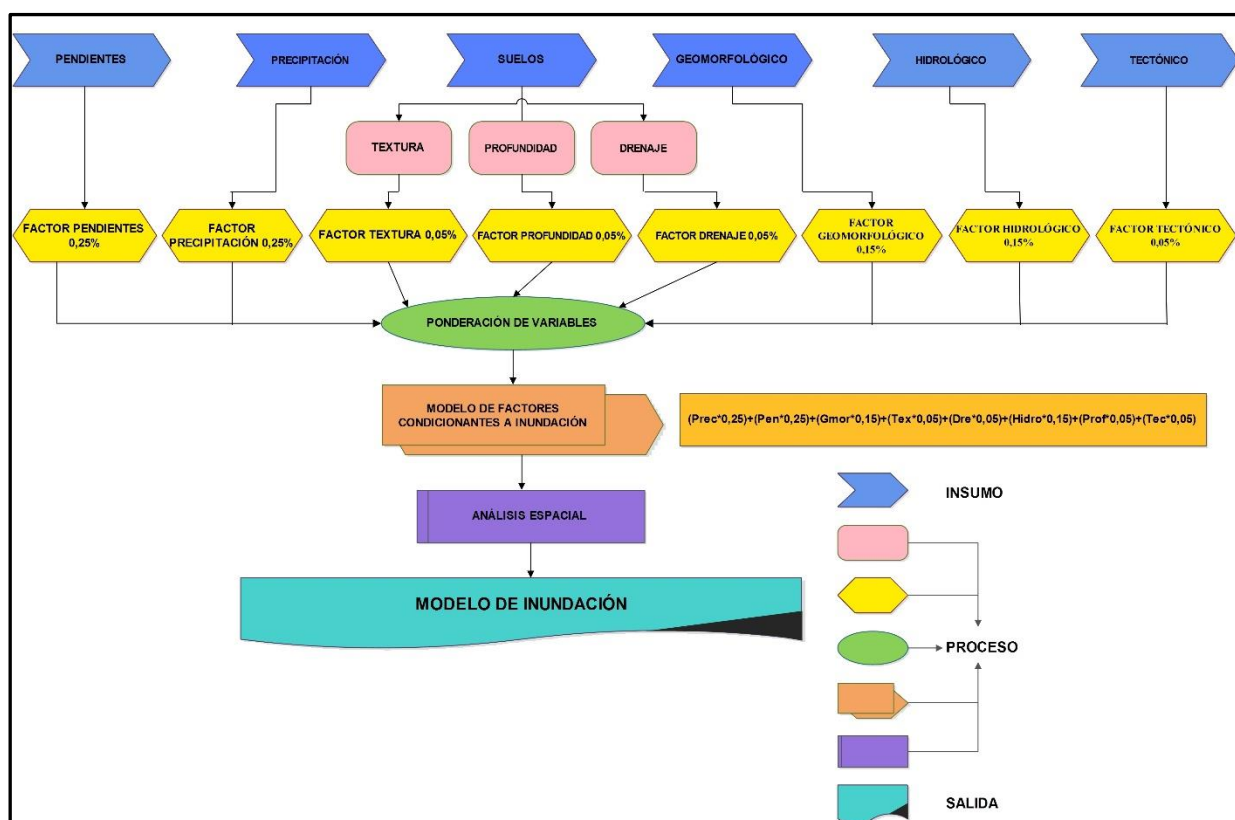 PENDIENTES
PRECIPITACIÓN
SUELOS
GEOMORFOLÓGICO
HIDROLÓGICO
TECTÓNICO
TEXTURA
PROFUNDIDAD
DRENAJE
FACTOR PENDIENTES
0,25%
FACTOR
PRECIPITACIÓN 0,25%
FACTOR TEXTURA 0,05%
FACTOR PROFUNDIDAD 0,05%
FACTOR DRENAJE 0,05%
FACTOR
GEOMORFOLÓGICO
0,15%
FACTOR HIDROLÓGICO
0,15%
FACTOR TECTÓNICO
0,05%
PONDERACIÓN DE VARIABLES
MODELO DE FACTORES
CONDICIONANTES A INUNDACIÓN
(Prec*0,25)+(Pen*0,25)+(Gmor*0,15)+(Tex*0,05)+(Dre*0,05)+(Hidro*0,15)+(Prof*0,05)+(Tec*0,05)
ANÁLISIS ESPACIAL
MODELO DE INUNDACIÓN
INSUMO
PROCESO
SALIDA